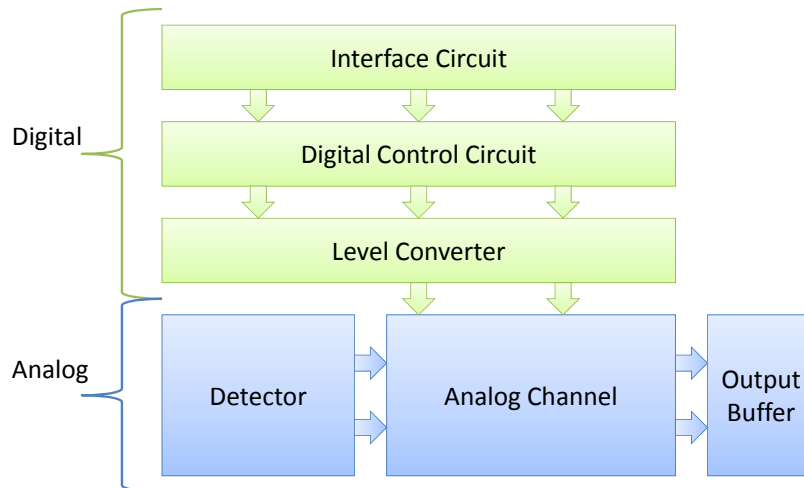 Interface Circuit
Digital
Digital Control Circuit
Level Converter
Analog
Detector
Analog Channel
Output
Buffer